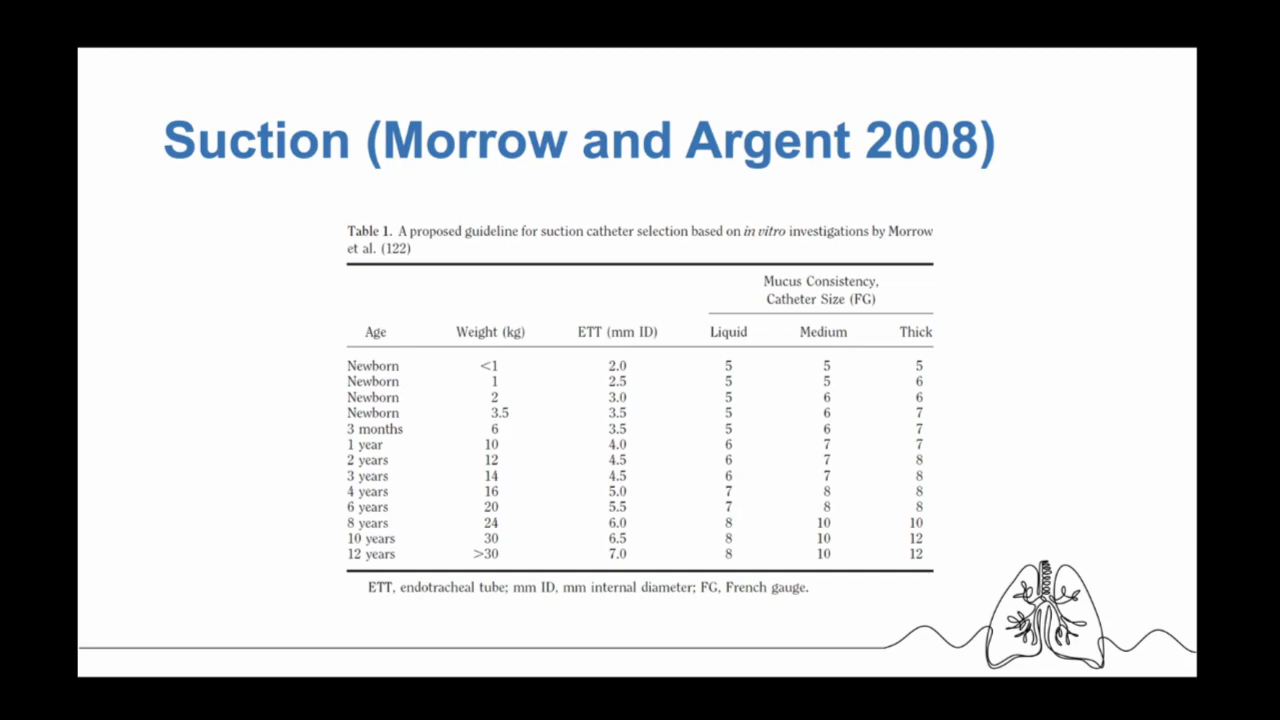 Suction (Morrow and Argent 2008)
Table 1. A proposed guideline for suction catheter selection based on in vitro investigations by Morrow
et al. (122)
Mucus Consistency,
Catheter Size (FG)
Age Weight (kg) ETT (mm ID) Liquid Medium Thick
Newborn <1 2.0 5 5 5
Newborn 1 2.5 5 5 6
Newborn 2 3.0 5 6 6
Newborn 3.5 3.5 5 6 7
3 months 6 3.5 5 6 7
1 year 10 4.0 6 7 7
2 years 12 4.5 6 7 8
3 years 14 4.5 6 7 8
4 years 16 5.0 7 8 8
6 years 20 5.5 7 8 8
8 years 24 6.0 8 10 10
10 years 30 6.5 8 10 12
12 years >30 7.0 8 10 12
ETT, endotracheal tube; mm ID, mm internal diameter; FG, French gauge.